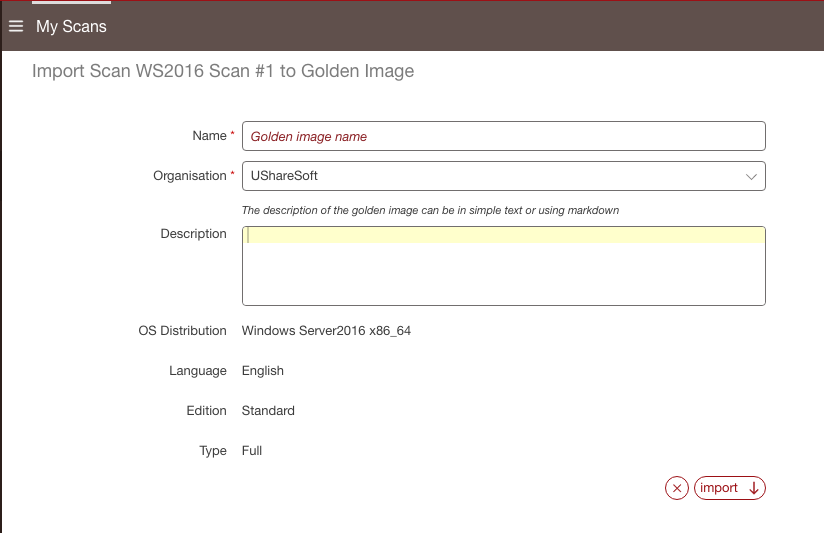 My Scans
Import Scan WS2016 Scan #1 to Golden Image
Name * Golden image name
Organisation * UShareSoft
The description of the golden image can be in simple text or using markdown
Description
OS Distribution Windows Server2016 x86_64
Language English
Edition Standard
Type Full
import